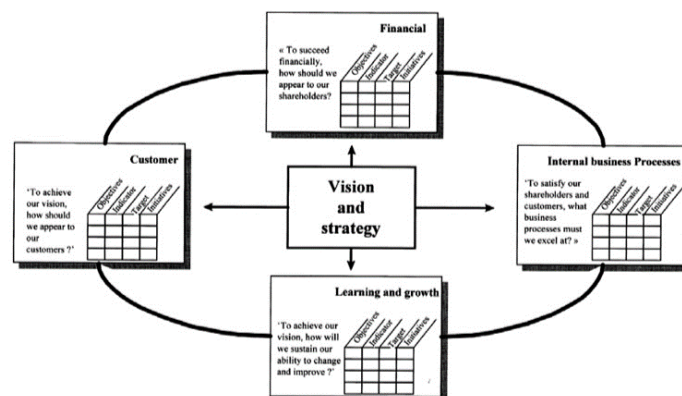 Financial
« To succeed
financially,
how should we
appear to our
shareholders?
Objectives
Indicator
Target
Initiatives
Customer
'To achieve
our vision,
how should
we appear to
our
customers ?'
Objectives
Indicator
Target
Initiatives
Vision
and
strategy
Internal business Processes
'To satisfy our
shareholders and
customers, what
business
processes must
we excel at? »
Objectives
Indicator
Target
Initiatives
Learning and growth
'To achieve our
vision, how will
we sustain our
ability to change
and improve ?'
Objectives
Indicator
Target
Initiatives